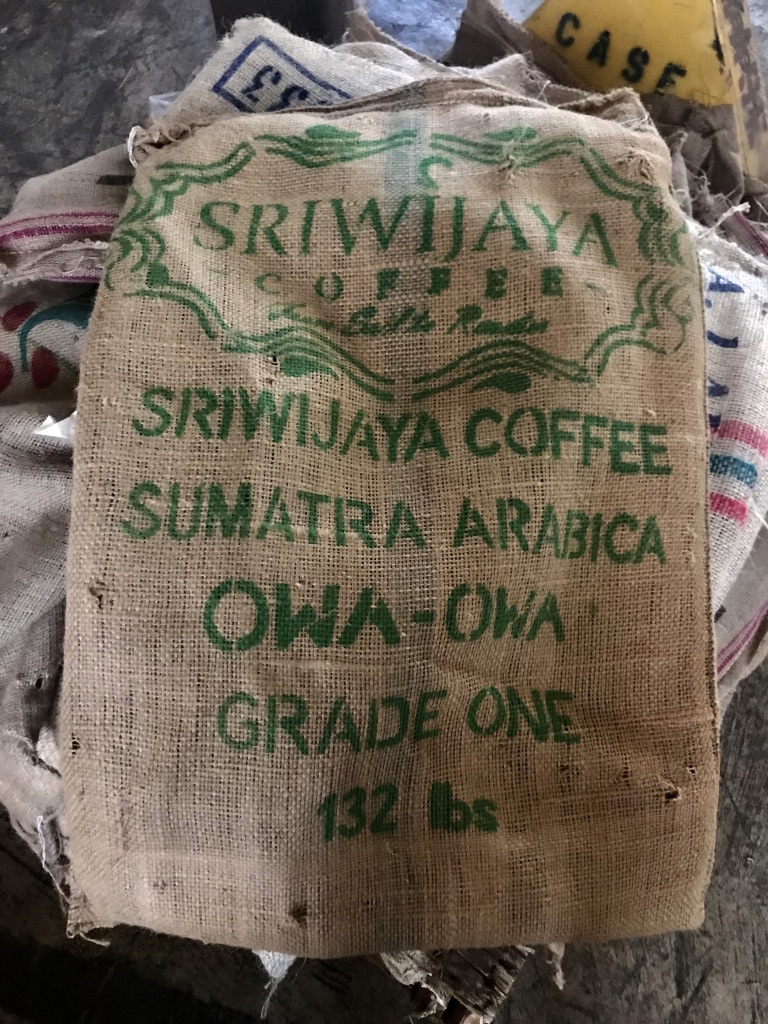 CASE
SRIWIJAYA
COFFEE
SRIWIJAYA COFFEE
SUMATRA ARABICA
OWA-OWA
GRADE ONE
132 lbs